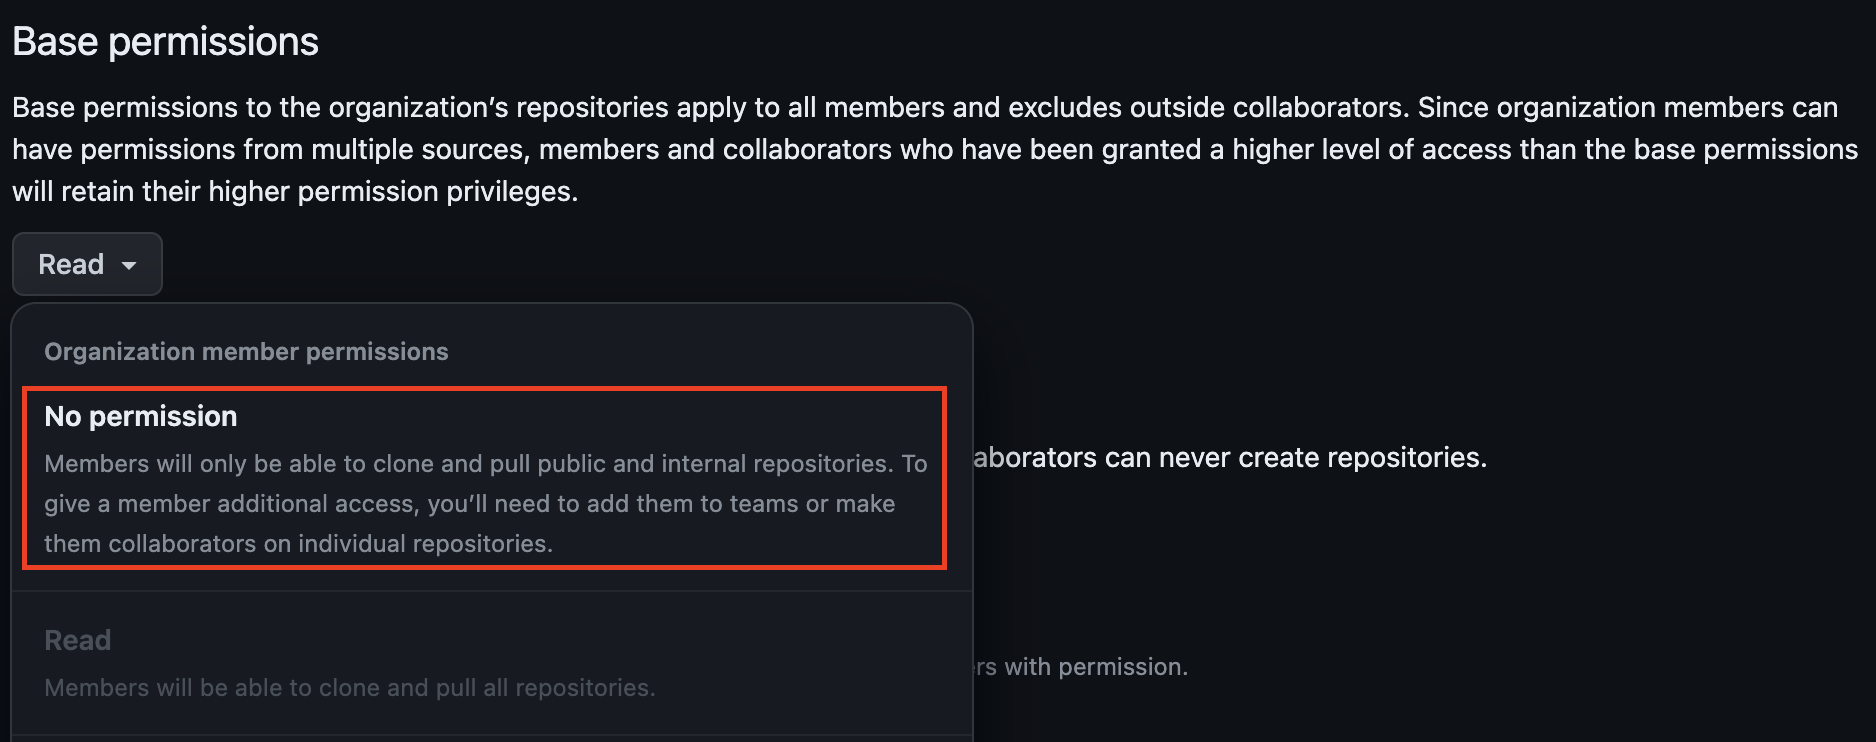 Base permissions
Base permissions to the organization’s repositories apply to all members and excludes outside collaborators. Since organization members can
have permissions from multiple sources, members and collaborators who have been granted a higher level of access than the base permissions
will retain their higher permission privileges.
Read
Organization member permissions
No permission
Members will only be able to clone and pull public and internal repositories. To
give a member additional access, you’ll need to add them to teams or make
them collaborators on individual repositories.
aborators can never create repositories.
Read
Members will be able to clone and pull all repositories.
rs with permission.